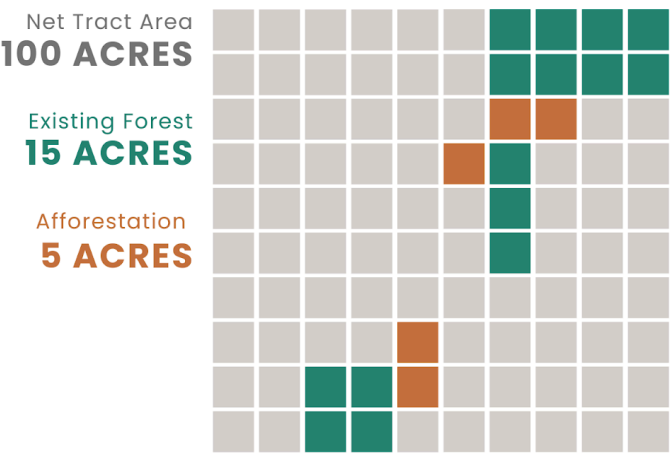 Net Tract Area
100 ACRES
Existing Forest
15 ACRES
Afforestation
5 ACRES